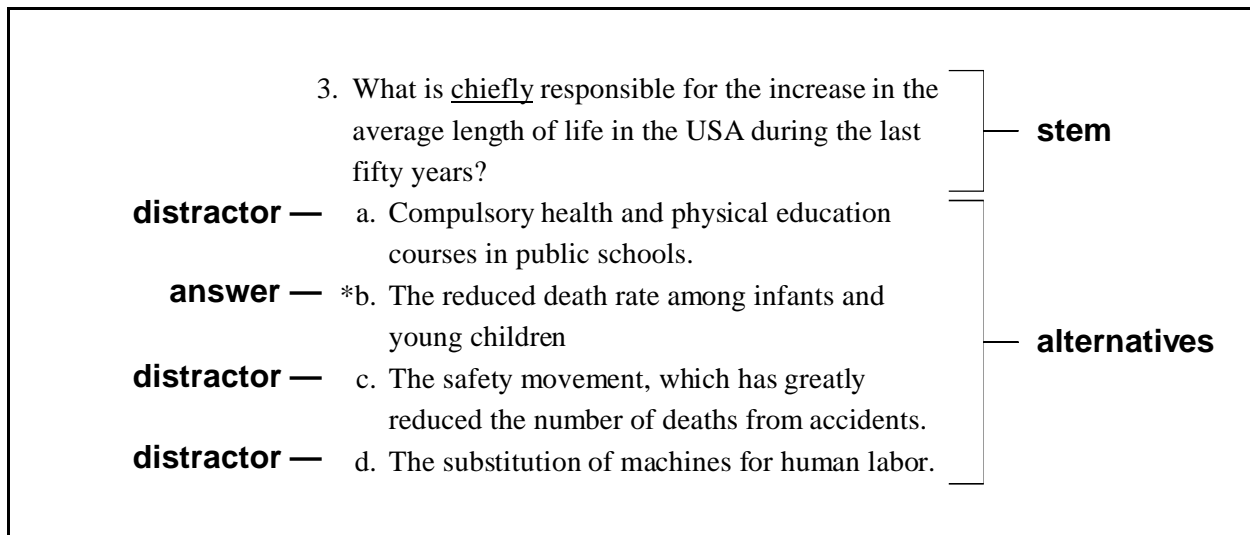 3. What is chiefly responsible for the increase in the
average length of life in the USA during the last
fifty years?
stem
distractor — a. Compulsory health and physical education
courses in public schools.
answer — *b. The reduced death rate among infants and
young children
alternatives
distractor — c. The safety movement, which has greatly
reduced the number of deaths from accidents.
distractor — d. The substitution of machines for human labor.